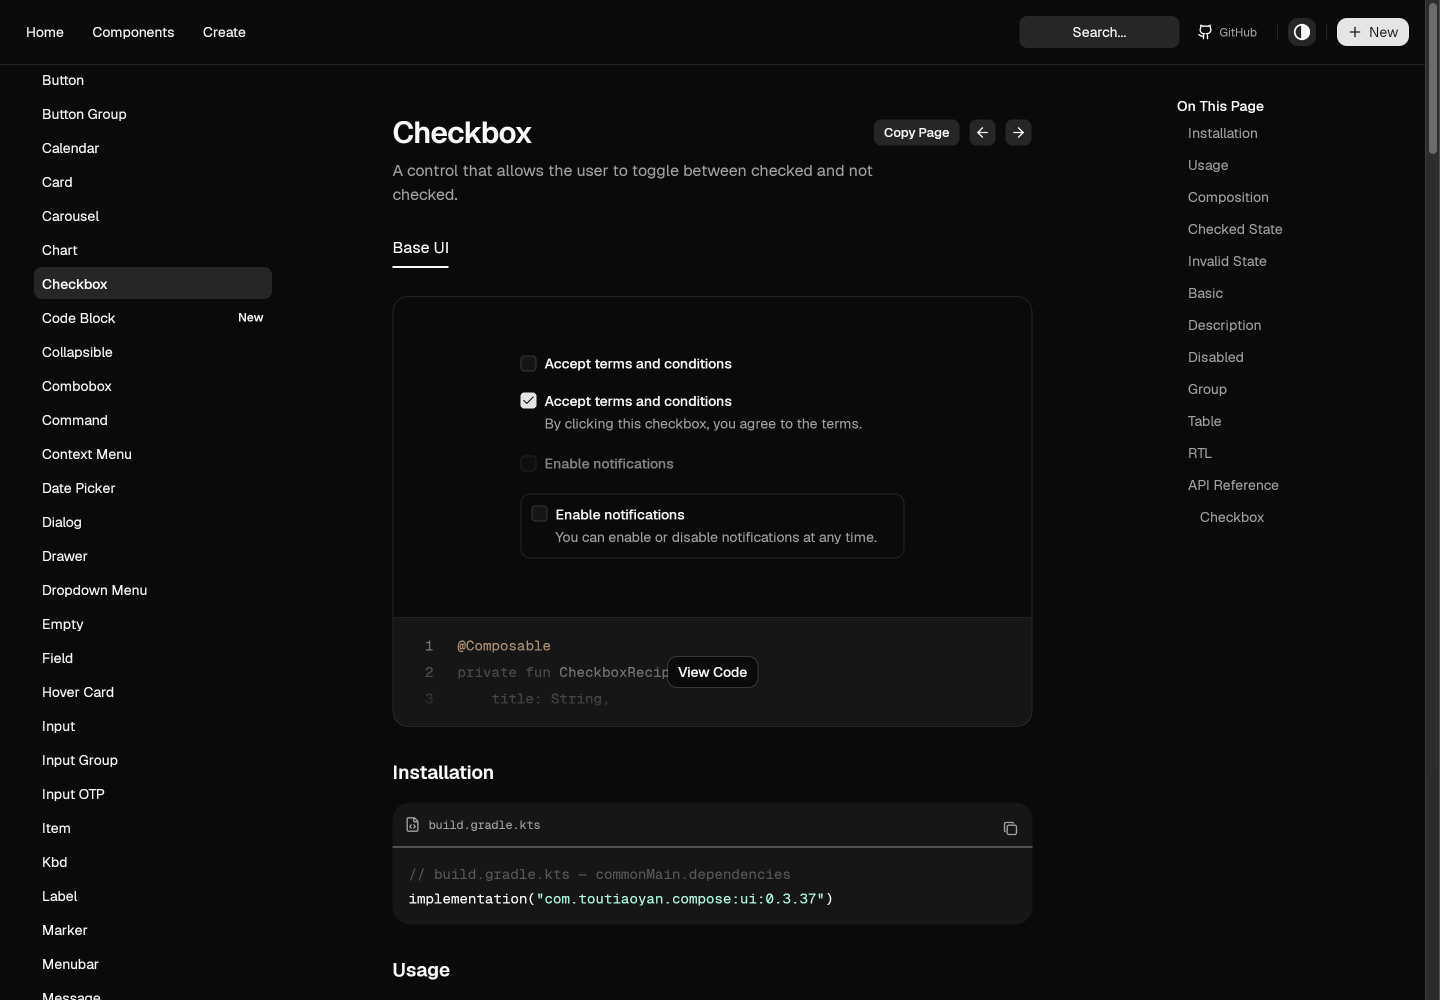 Home
Components
Create
Search...
GitHub
New
Button
Button Group
Calendar
Card
Carousel
Chart
Checkbox
Code Block
New
Collapsible
Combobox
Command
Context Menu
Date Picker
Dialog
Drawer
Dropdown Menu
Empty
Field
Hover Card
Input
Input Group
Input OTP
Item
Kbd
Label
Marker
Menubar
Message
Checkbox
Copy Page
A control that allows the user to toggle between checked and not
checked.
Base UI
Accept terms and conditions
Accept terms and conditions
By clicking this checkbox, you agree to the terms.
Enable notifications
Enable notifications
You can enable or disable notifications at any time.
1 @Composable
2 private fun CheckboxRecip
View Code
3 title: String,
Installation
build.gradle.kts
// build.gradle.kts — commonMain.dependencies
implementation("com.toutiaoyan.compose:ui:0.3.37")
Usage
On This Page
Installation
Usage
Composition
Checked State
Invalid State
Basic
Description
Disabled
Group
Table
RTL
API Reference
Checkbox